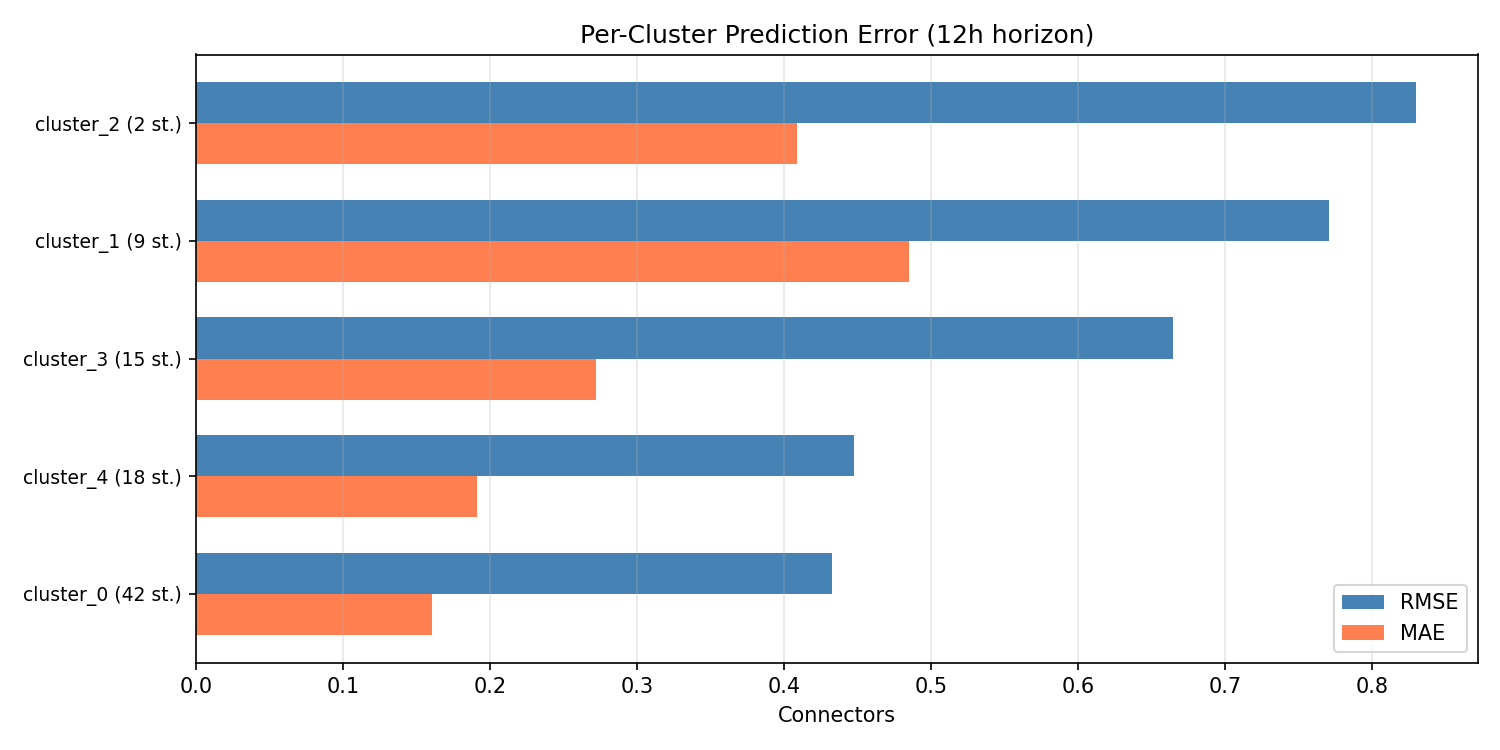 Per-Cluster Prediction Error (12h horizon)
cluster_2 (2 st.)
cluster_1 (9 st.)
cluster_3 (15 st.)
cluster_4 (18 st.)
cluster_0 (42 st.)
RMSE
MAE
0.0 0.1 0.2 0.3 0.4 0.5 0.6 0.7 0.8
Connectors